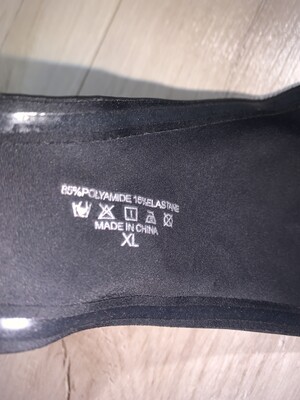 85%POLYAMIDE 15%ELASTANE
MADE IN CHINA
XL